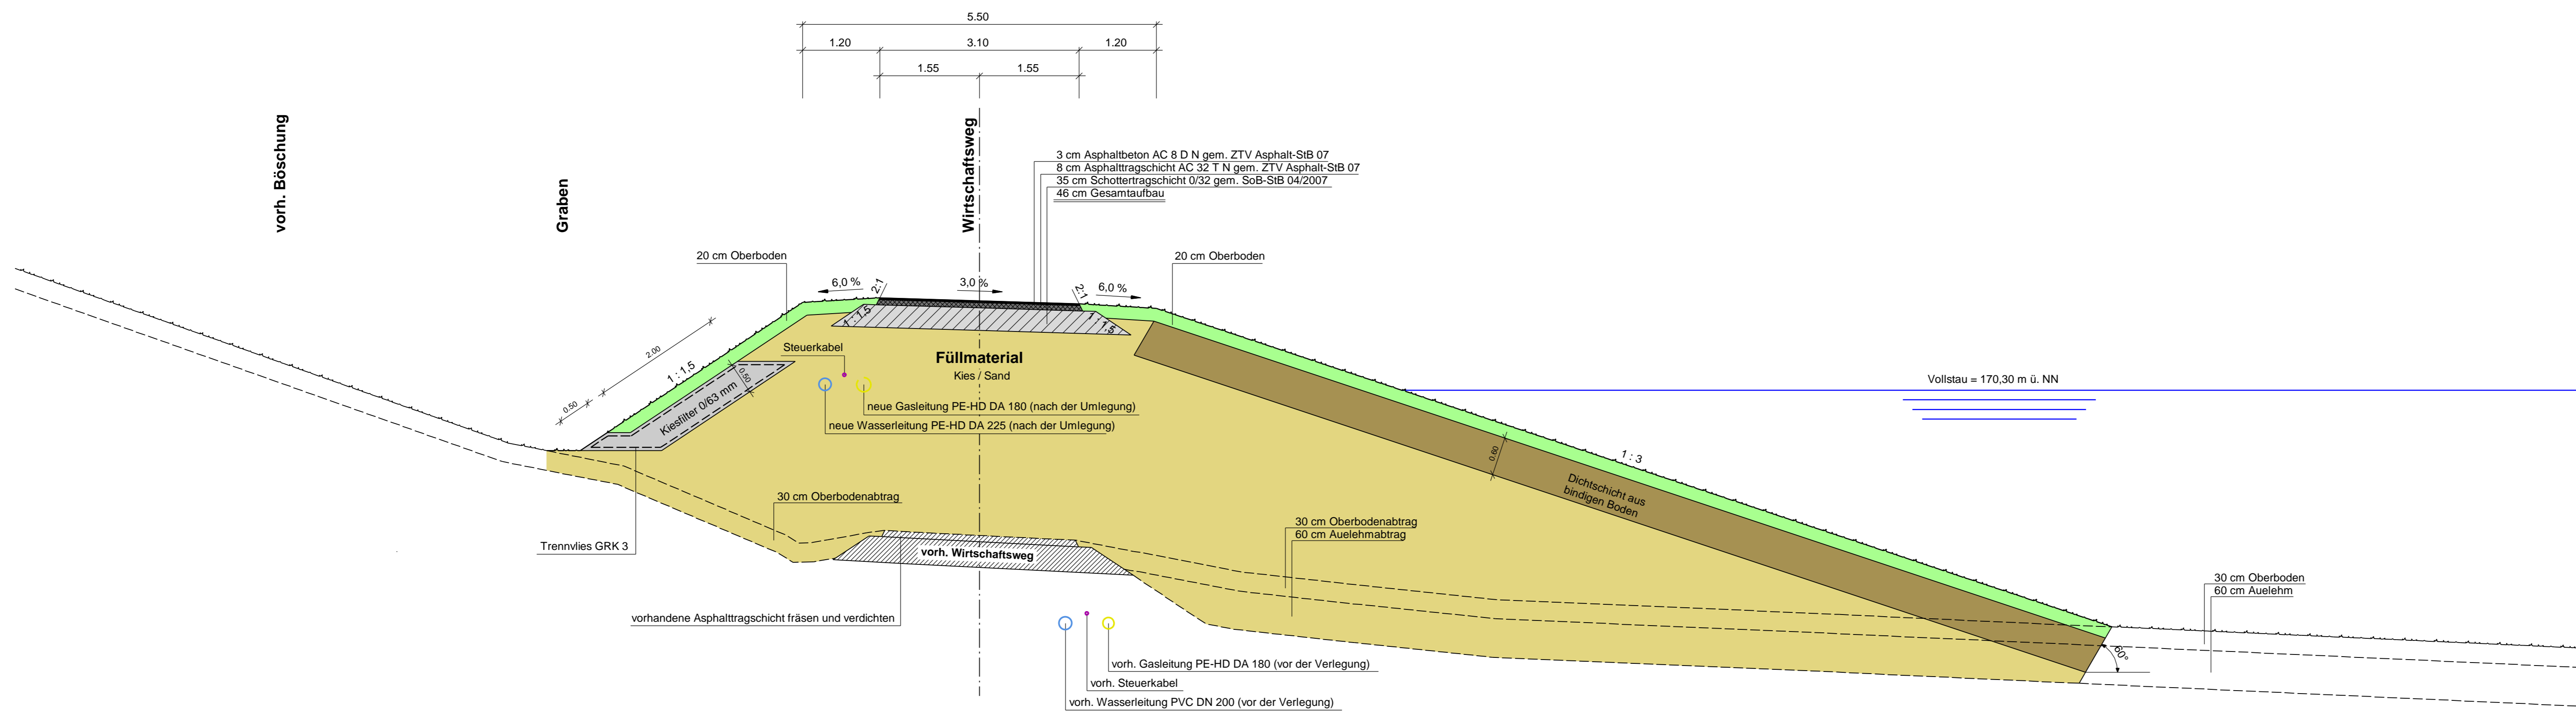 5.50
1.20
3.10
1.20
1.55
1.55
vorh. Böschung
Graben
Wirtschaftsweg
3 cm Asphaltbeton AC 8 D N gem. ZTV Asphalt-StB 07
8 cm Asphalttragschicht AC 32 T N gem. ZTV Asphalt-StB 07
35 cm Schottertragschicht 0/32 gem. SoB-StB 04/2007
46 cm Gesamtaufbau
20 cm Oberboden
20 cm Oberboden
6,0 %
2:1
3,0 %
2:1
6,0 %
1 : 1,5
1 : 1,5
2.00
1 : 1,5
0.50
0.50
Kiesfilter 0/63 mm
Steuerkabel
Füllmaterial
Kies / Sand
neue Gasleitung PE-HD DA 180 (nach der Umlegung)
neue Wasserleitung PE-HD DA 225 (nach der Umlegung)
Vollstau = 170,30 m ü. NN
0.60
1 : 3
Dichtschicht aus
bindigen Boden
30 cm Oberbodenabtrag
Trennvlies GRK 3
vorh. Wirtschaftsweg
30 cm Oberbodenabtrag
60 cm Auelehmabtrag
30 cm Oberboden
60 cm Auelehm
60°
vorhandene Asphalttragschicht fräsen und verdichten
vorh. Gasleitung PE-HD DA 180 (vor der Verlegung)
vorh. Steuerkabel
vorh. Wasserleitung PVC DN 200 (vor der Verlegung)